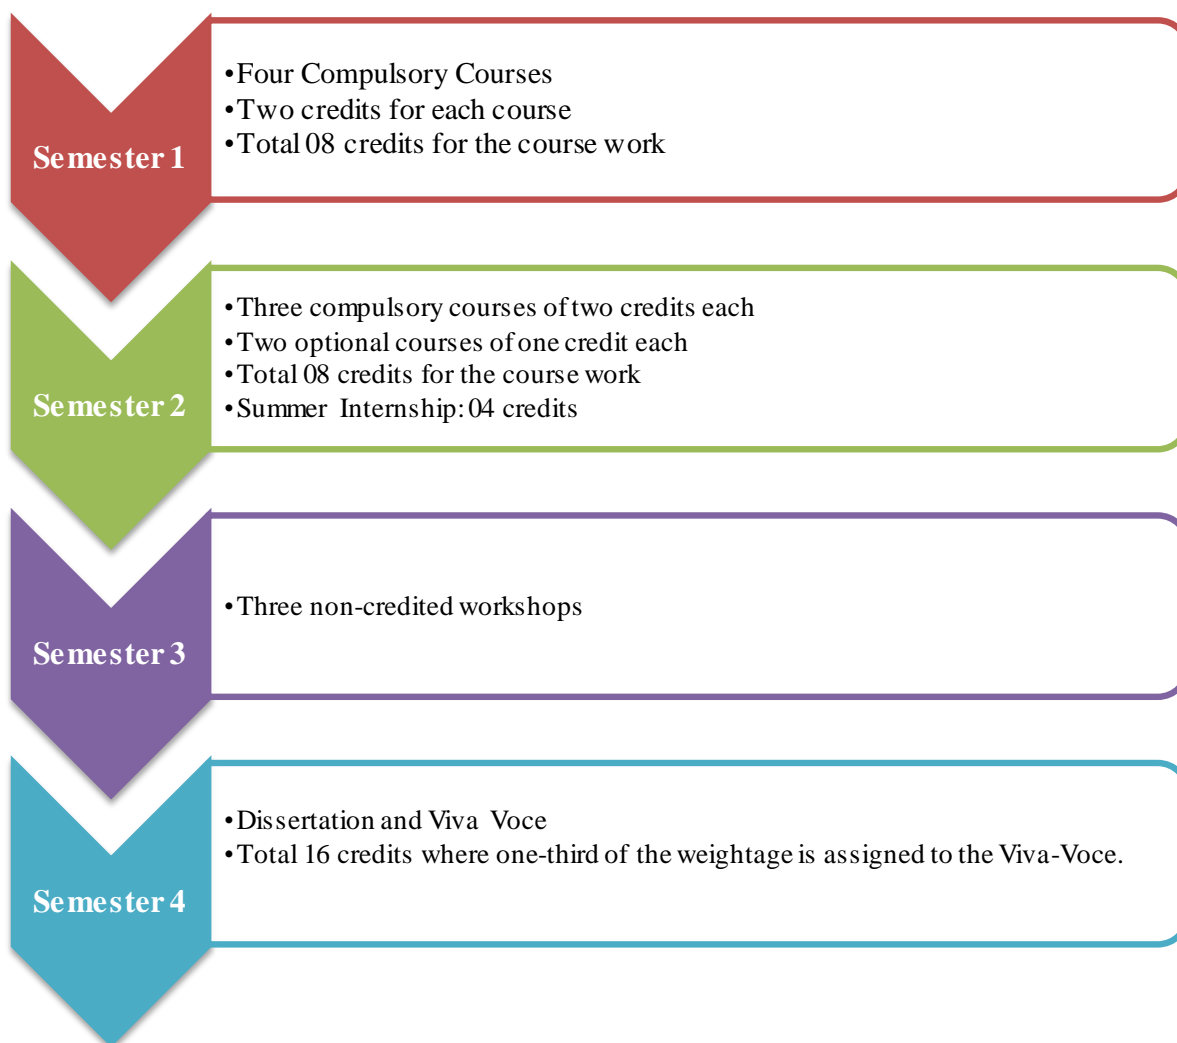 Semester 1
•Four Compulsory Courses
•Two credits for each course
•Total 08 credits for the course work
Semester 2
•Three compulsory courses of two credits each
•Two optional courses of one credit each
•Total 08 credits for the course work
•Summer Internship: 04 credits
Semester 3
•Three non-credited workshops
Semester 4
•Dissertation and Viva Voce
•Total 16 credits where one-third of the weightage is assigned to the Viva-Voce.